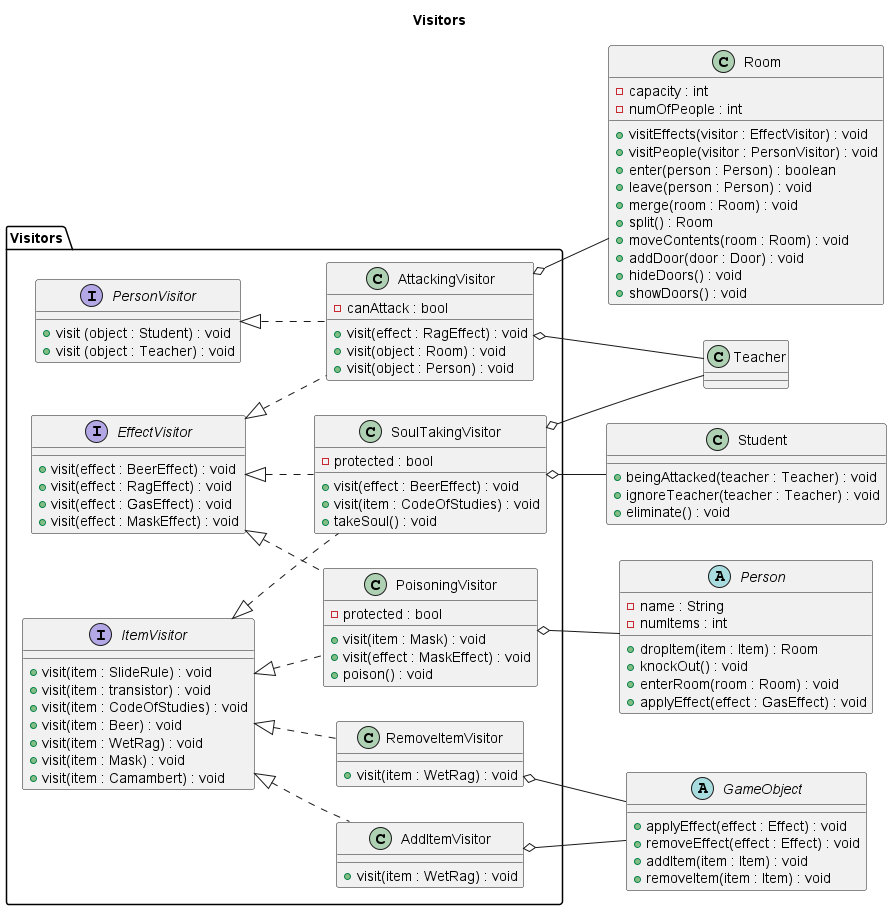 Visitors
Visitors
I PersonVisitor
visit (object : Student) : void
visit (object : Teacher) : void
I EffectVisitor
visit(effect : BeerEffect) : void
visit(effect : RagEffect) : void
visit(effect : GasEffect) : void
visit(effect : MaskEffect) : void
I ItemVisitor
visit(item : SlideRule) : void
visit(item : transistor) : void
visit(item : CodeOfStudies) : void
visit(item : Beer) : void
visit(item : WetRag) : void
visit(item : Mask) : void
visit(item : Camambert) : void
C AttackingVisitor
canAttack : bool
visit(effect : RagEffect) : void
visit(object : Room) : void
visit(object : Person) : void
C SoulTakingVisitor
protected : bool
visit(effect : BeerEffect) : void
visit(item : CodeOfStudies) : void
takeSoul() : void
C PoisoningVisitor
protected : bool
visit(item : Mask) : void
visit(effect : MaskEffect) : void
poison() : void
C RemoveItemVisitor
visit(item : WetRag) : void
C AddItemVisitor
visit(item : WetRag) : void
C Room
capacity : int
numOfPeople : int
visitEffects(visitor : EffectVisitor) : void
visitPeople(visitor : PersonVisitor) : void
enter(person : Person) : boolean
leave(person : Person) : void
merge(room : Room) : void
split() : Room
moveContents(room : Room) : void
addDoor(door : Door) : void
hideDoors() : void
showDoors() : void
C Teacher
C Student
beingAttacked(teacher : Teacher) : void
ignoreTeacher(teacher : Teacher) : void
eliminate() : void
A Person
name : String
numItems : int
dropItem(item : Item) : Room
knockOut() : void
enterRoom(room : Room) : void
applyEffect(effect : GasEffect) : void
A GameObject
applyEffect(effect : Effect) : void
removeEffect(effect : Effect) : void
addItem(item : Item) : void
removeItem(item : Item) : void